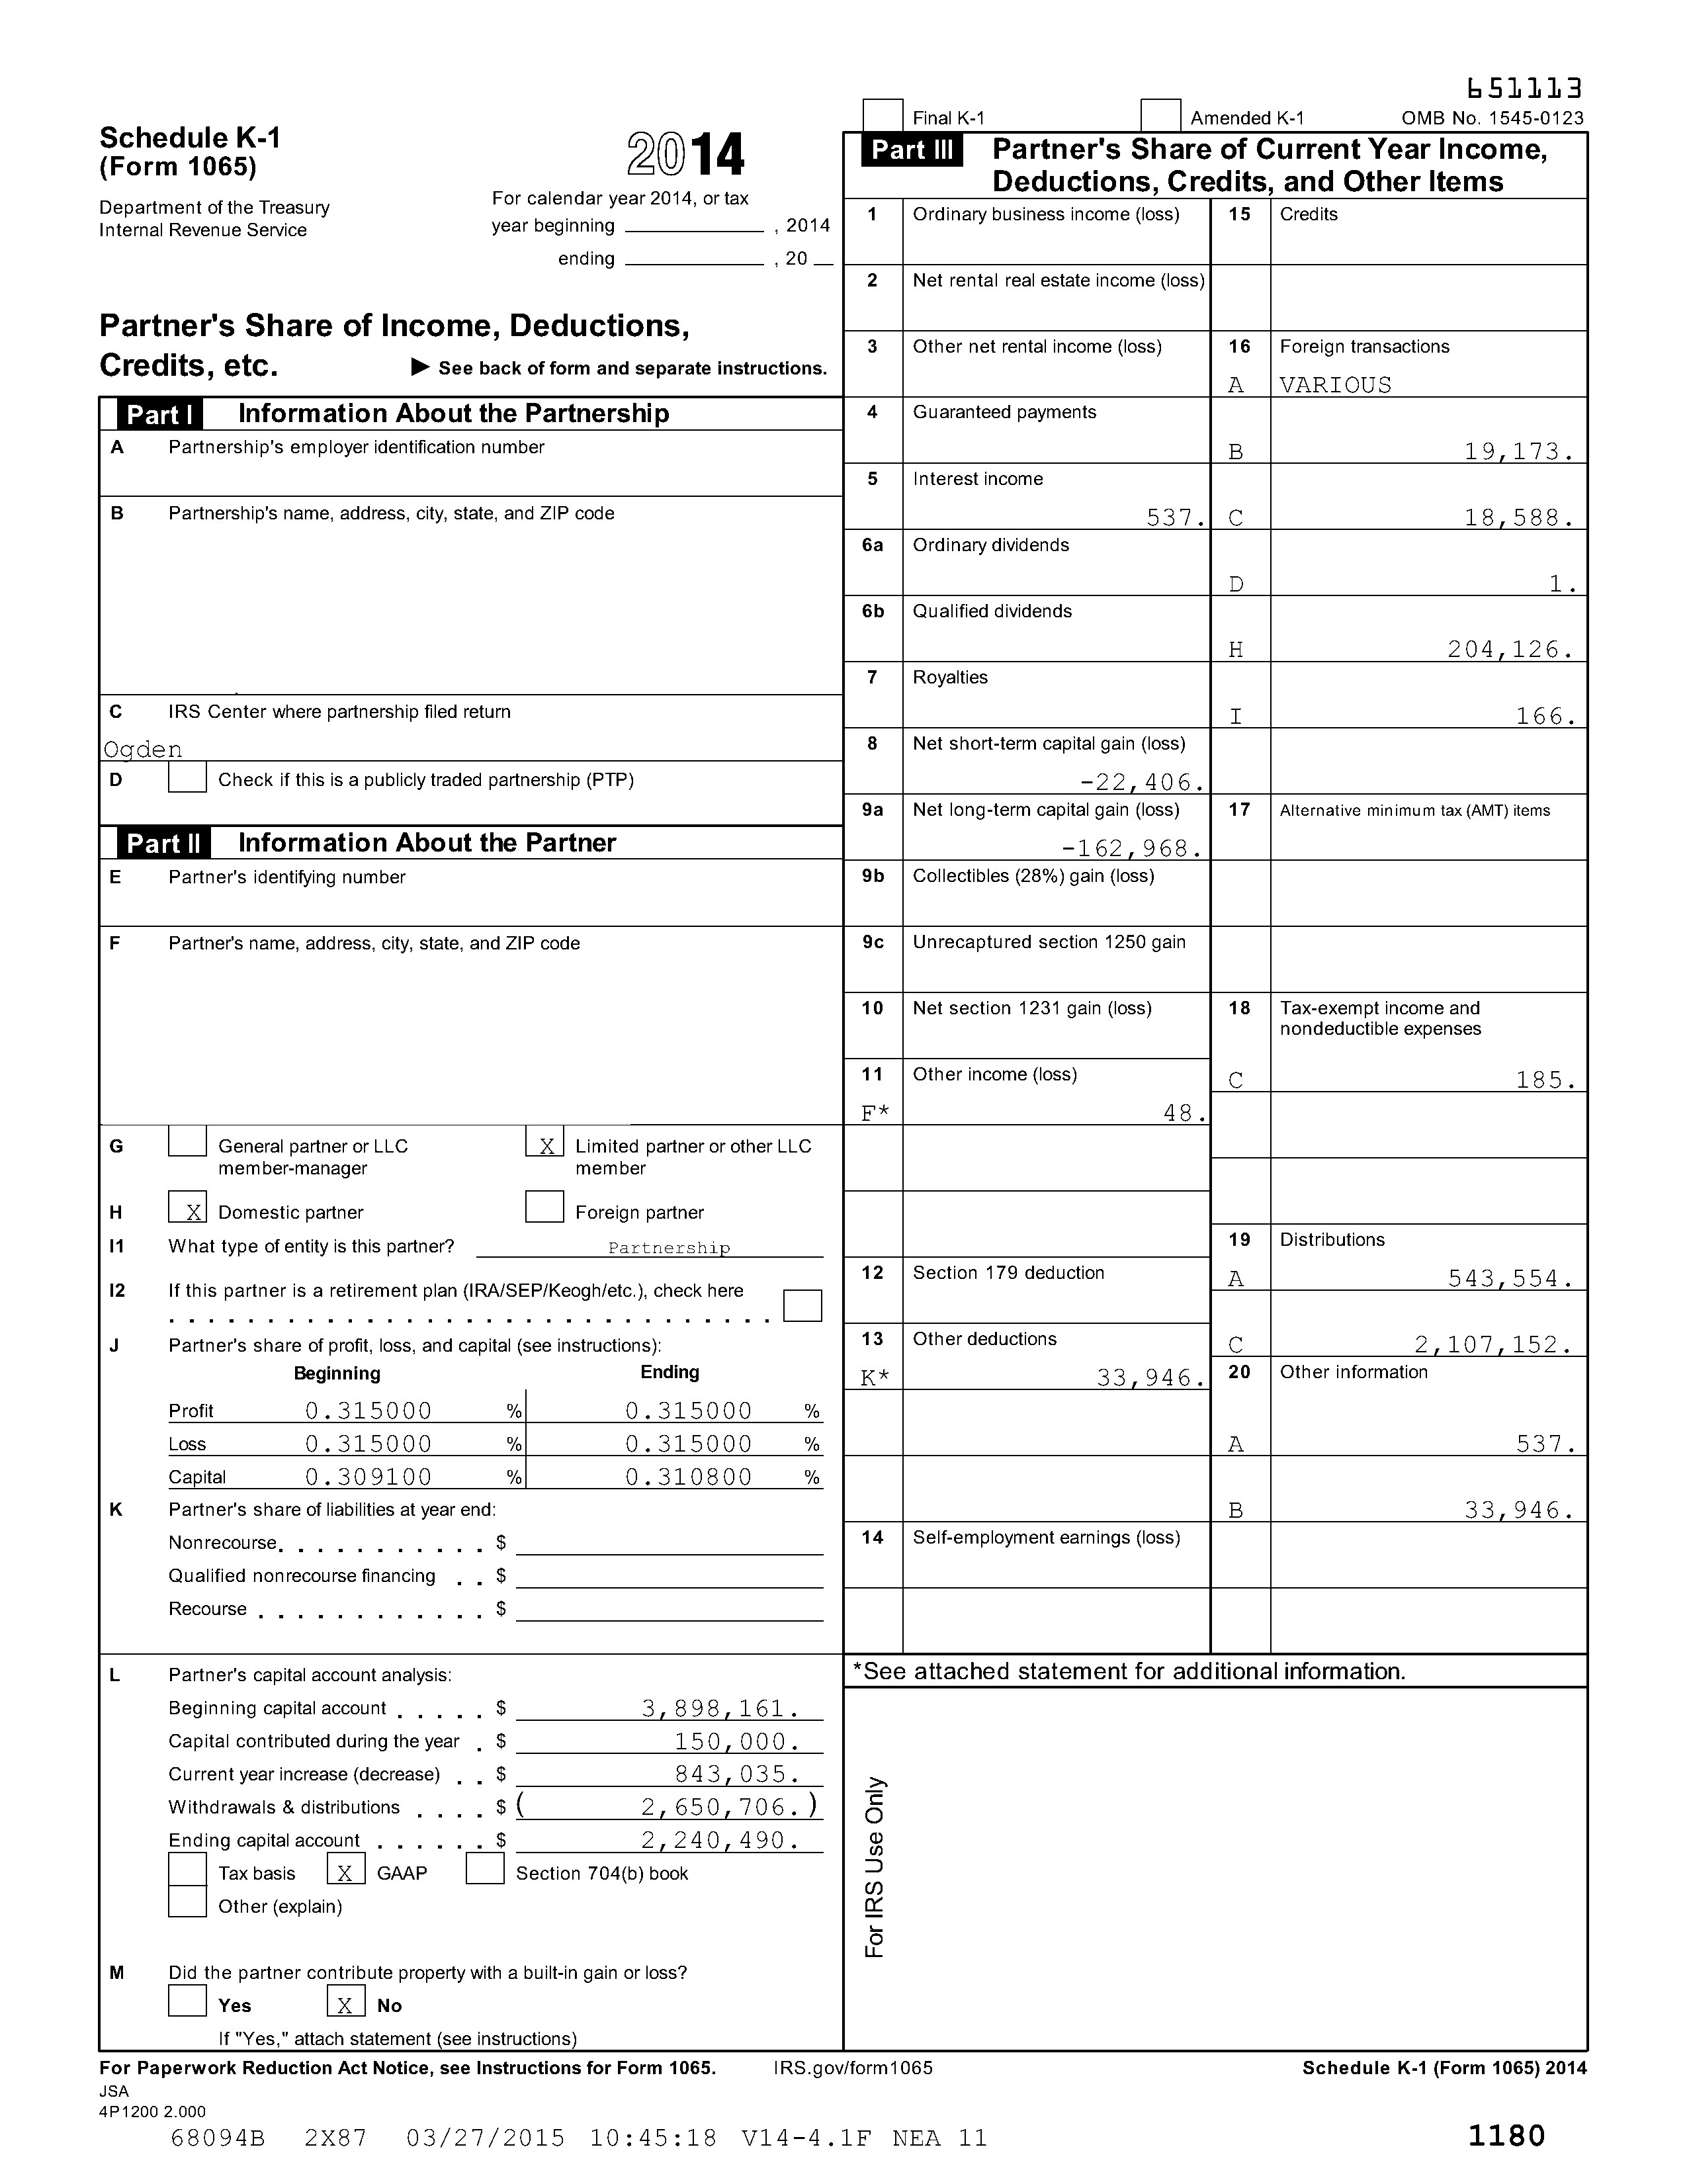 651113
Final K-1
Amended K-1
OMB No. 1545-0123
Schedule K-1
(Form 1065)
2014
Department of the Treasury
Internal Revenue Service
For calendar year 2014, or tax
year beginning , 2014
ending , 20
Partner's Share of Income, Deductions,
Credits, etc. ▶ See back of form and separate instructions.
Part I Information About the Partnership
A Partnership's employer identification number
B Partnership's name, address, city, state, and ZIP code
C IRS Center where partnership filed return
Ogden
D Check if this is a publicly traded partnership (PTP)
Part II Information About the Partner
E Partner's identifying number
F Partner's name, address, city, state, and ZIP code
G General partner or LLC
member-manager
X Limited partner or other LLC
member
H X Domestic partner
Foreign partner
I1 What type of entity is this partner? Partnership
I2 If this partner is a retirement plan (IRA/SEP/Keogh/etc.), check here
J Partner's share of profit, loss, and capital (see instructions):
Beginning Ending
Profit 0.315000 % 0.315000 %
Loss 0.315000 % 0.315000 %
Capital 0.309100 % 0.310800 %
K Partner's share of liabilities at year end:
Nonrecourse. . . . . . . . . . . $
Qualified nonrecourse financing . . $
Recourse . . . . . . . . . . . . $
L Partner's capital account analysis:
Beginning capital account . . . . . $ 3,898,161.
Capital contributed during the year . $ 150,000.
Current year increase (decrease) . . $ 843,035.
Withdrawals & distributions . . . . $ ( 2,650,706. )
Ending capital account . . . . . . $ 2,240,490.
Tax basis X GAAP Section 704(b) book
Other (explain)
M Did the partner contribute property with a built-in gain or loss?
Yes X No
If "Yes," attach statement (see instructions)
Part III Partner's Share of Current Year Income,
Deductions, Credits, and Other Items
1 Ordinary business income (loss)
2 Net rental real estate income (loss)
3 Other net rental income (loss)
4 Guaranteed payments
5 Interest income
537.
6a Ordinary dividends
6b Qualified dividends
7 Royalties
8 Net short-term capital gain (loss)
-22,406.
9a Net long-term capital gain (loss)
-162,968.
9b Collectibles (28%) gain (loss)
9c Unrecaptured section 1250 gain
10 Net section 1231 gain (loss)
11 Other income (loss)
F* 48.
12 Section 179 deduction
13 Other deductions
K* 33,946.
14 Self-employment earnings (loss)
15 Credits
16 Foreign transactions
A VARIOUS
B 19,173.
C 18,588.
D 1.
H 204,126.
I 166.
17 Alternative minimum tax (AMT) items
18 Tax-exempt income and
nondeductible expenses
C 185.
19 Distributions
A 543,554.
C 2,107,152.
20 Other information
A 537.
B 33,946.
*See attached statement for additional information.
For IRS Use Only
For Paperwork Reduction Act Notice, see Instructions for Form 1065. IRS.gov/form1065 Schedule K-1 (Form 1065) 2014
JSA
4P1200 2.000
68094B 2X87 03/27/2015 10:45:18 V14-4.1F NEA 11 1180